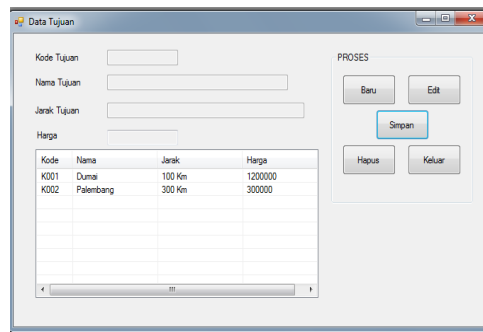 Data Tujuan
Kode Tujuan
Nama Tujuan
Jarak Tujuan
Harga
PROSES
Baru Edit
Simpan
Hapus Keluar
Kode Nama Jarak Harga
K001 Dumai 100 Km 1200000
K002 Palembang 300 Km 300000